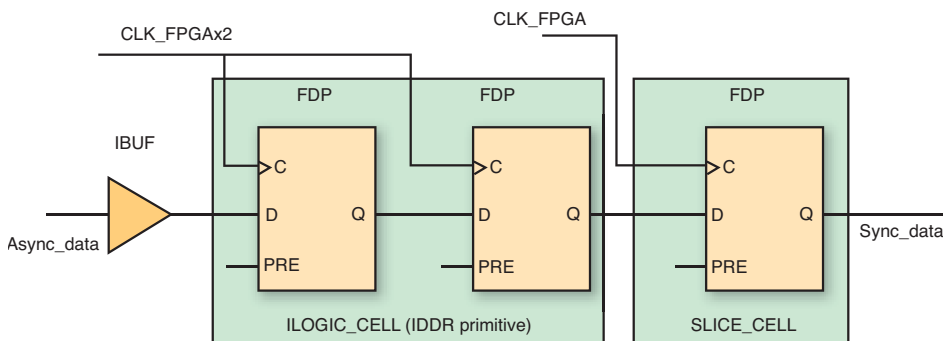 CLK_FPGAx2
CLK_FPGA
FDP
FDP
FDP
IBUF
C
C
C
D
Q
D
Q
D
Q
Async_data
Sync_data
PRE
PRE
PRE
ILOGIC_CELL (IDDR primitive)
SLICE_CELL